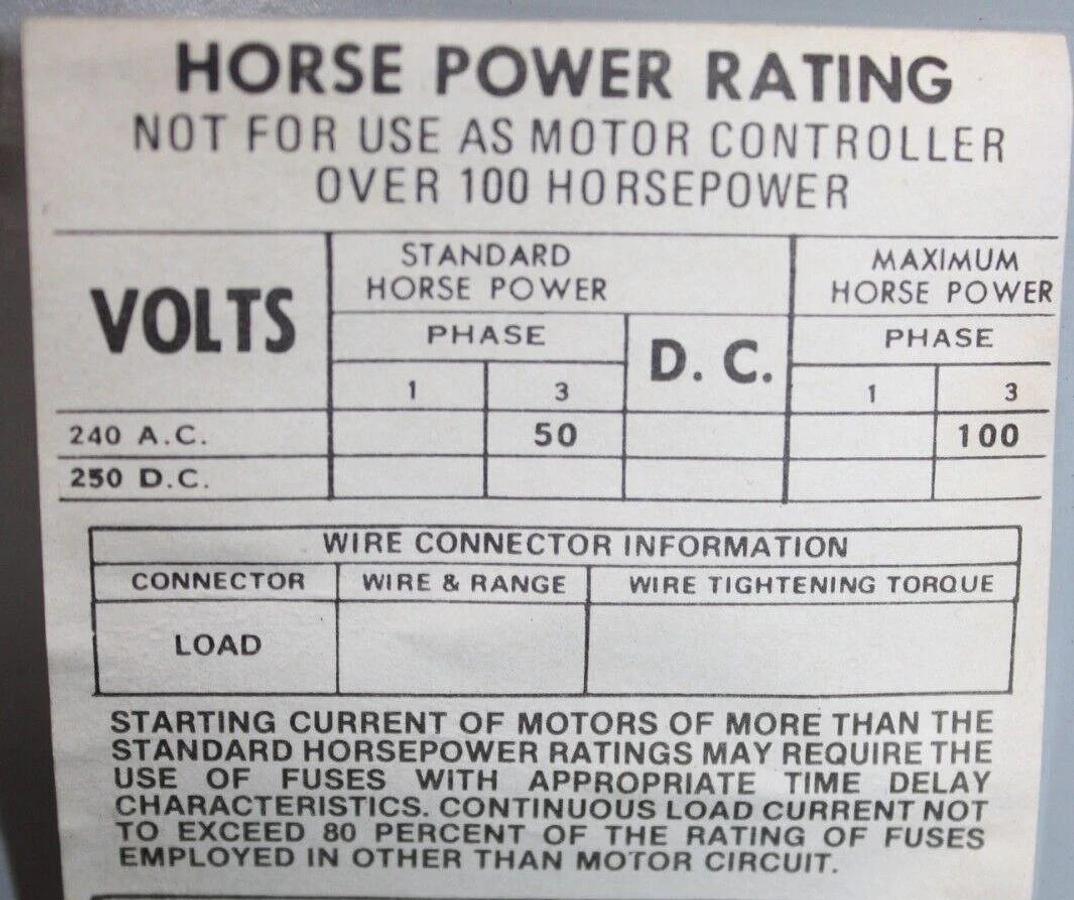 HORSE POWER RATING
NOT FOR USE AS MOTOR CONTROLLER
OVER 100 HORSEPOWER
VOLTS
STANDARD
HORSE POWER
MAXIMUM
HORSE POWER
PHASE
D. C.
PHASE
1 3
1 3
240 A.C. 50 100
250 D.C.
WIRE CONNECTOR INFORMATION
CONNECTOR WIRE & RANGE WIRE TIGHTENING TORQUE
LOAD
STARTING CURRENT OF MOTORS OF MORE THAN THE
STANDARD HORSEPOWER RATINGS MAY REQUIRE THE
USE OF FUSES WITH APPROPRIATE TIME DELAY
CHARACTERISTICS. CONTINUOUS LOAD CURRENT NOT
TO EXCEED 80 PERCENT OF THE RATING OF FUSES
EMPLOYED IN OTHER THAN MOTOR CIRCUIT.